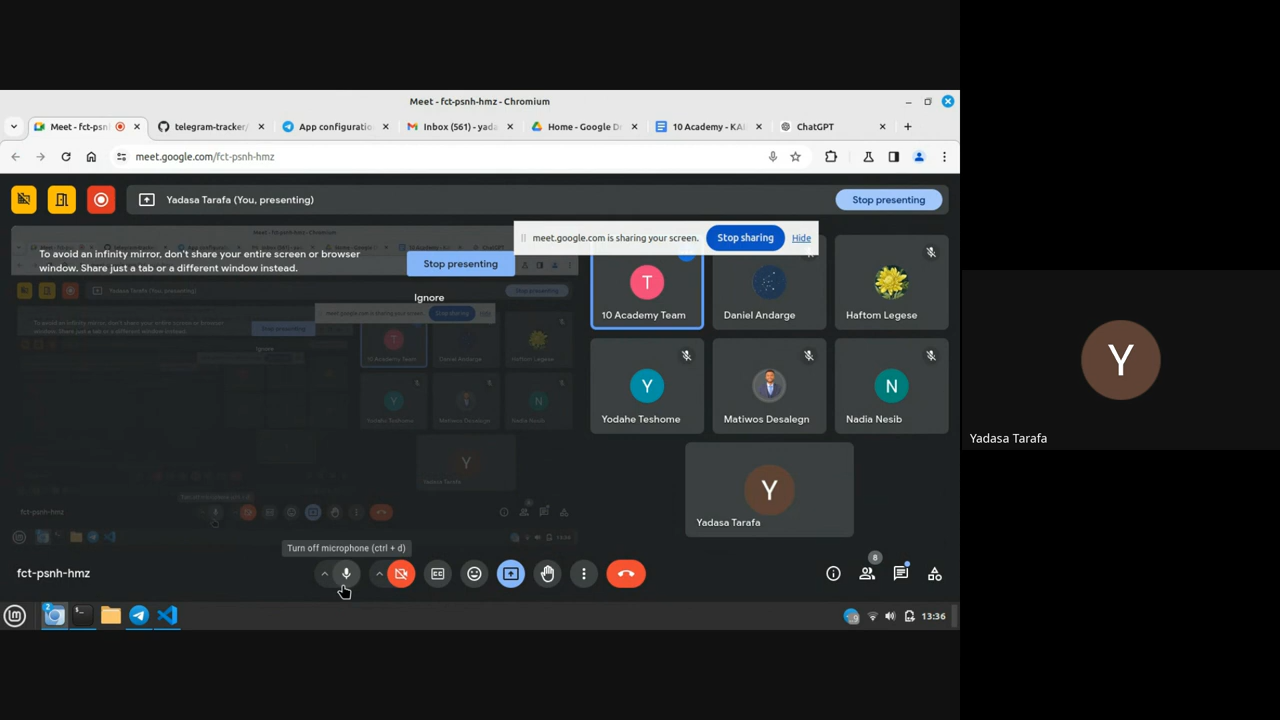 Meet - fct-psnh-hmz - Chromium
Meet - fct-psn
telegram-tracker/
App configuratio
Inbox (561) - yada
Home - Google D
10 Academy - KAI
ChatGPT
meet.google.com/fct-psnh-hmz
Yadasa Tarafa (You, presenting)
Stop presenting
meet.google.com is sharing your screen.
Stop sharing
Hide
To avoid an infinity mirror, don't share your entire screen or browser
window. Share just a tab or a different window instead.
Stop presenting
Ignore
T
10 Academy Team
Daniel Andarge
Haftom Legese
Y
Yodahe Teshome
Matiwos Desalegn
N
Nadia Nesib
Y
Yadasa Tarafa
Y
Yadasa Tarafa
Turn off microphone (ctrl + d)
fct-psnh-hmz
8
13:36